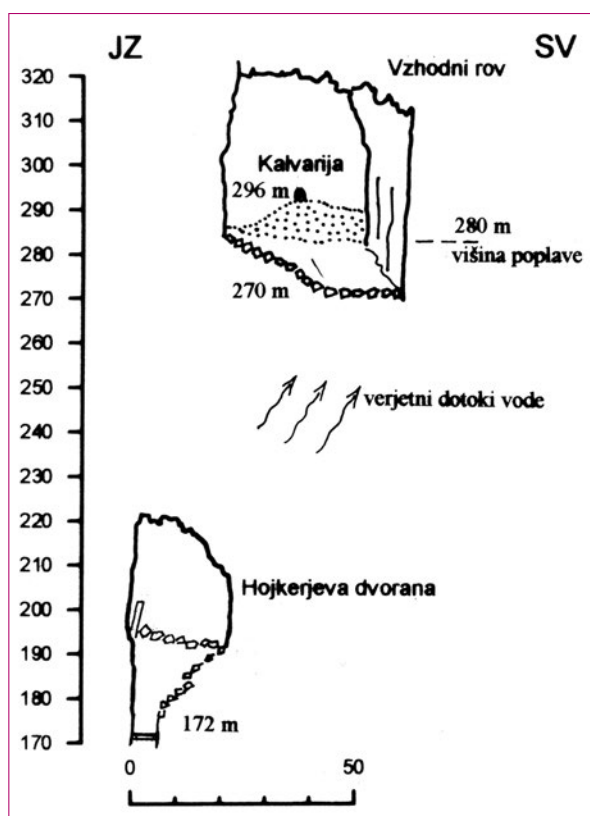 JZ
SV
Vzhodni rov
320
310
300
290
280
270
260
250
240
230
220
210
200
190
180
170
Kalvarija
296 m
280 m
višina poplave
270 m
verjetni dotoki vode
Hojkerjeva dvorana
172 m
0
50